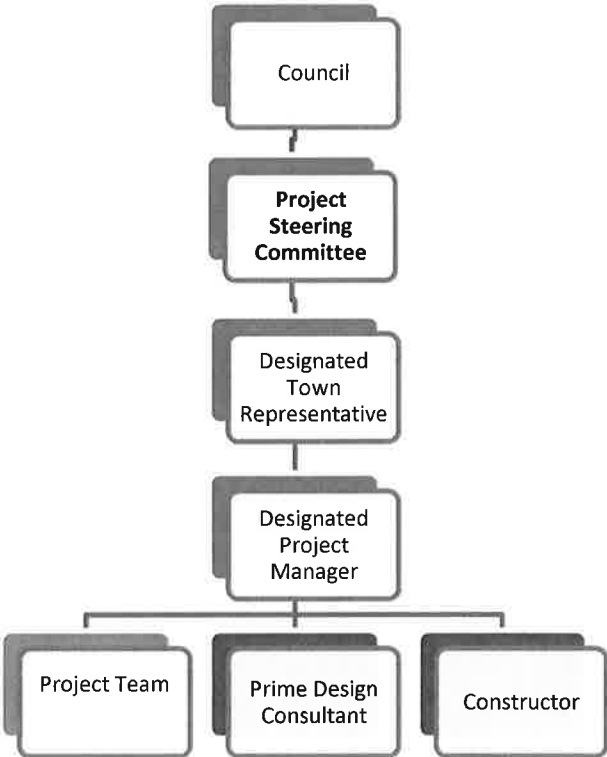 Council
Project
Steering
Committee
Designated
Town
Representative
Designated
Project
Manager
Project Team
Prime Design
Consultant
Constructor